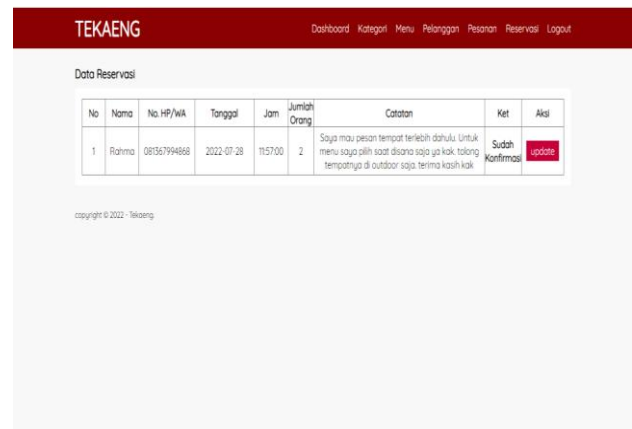 TEKAENG
Dashboard Kategori Menu Pelanggan Pesanan Reservasi Logout
Data Reservasi
No Nama No. HP/WA Tanggal Jam Jumlah Orang Catatan Ket Aksi
1 Rahma 081367994868 2022-07-28 11:57:00 2
Saya mau pesan tempat terlebih dahulu. Untuk
menu saya pilih saat disana saja ya kak. tolong
tempatnya di outdoor saja. terima kasih kak
Sudah
Konfirmasi
update
copyright © 2022 - Tekaeng.